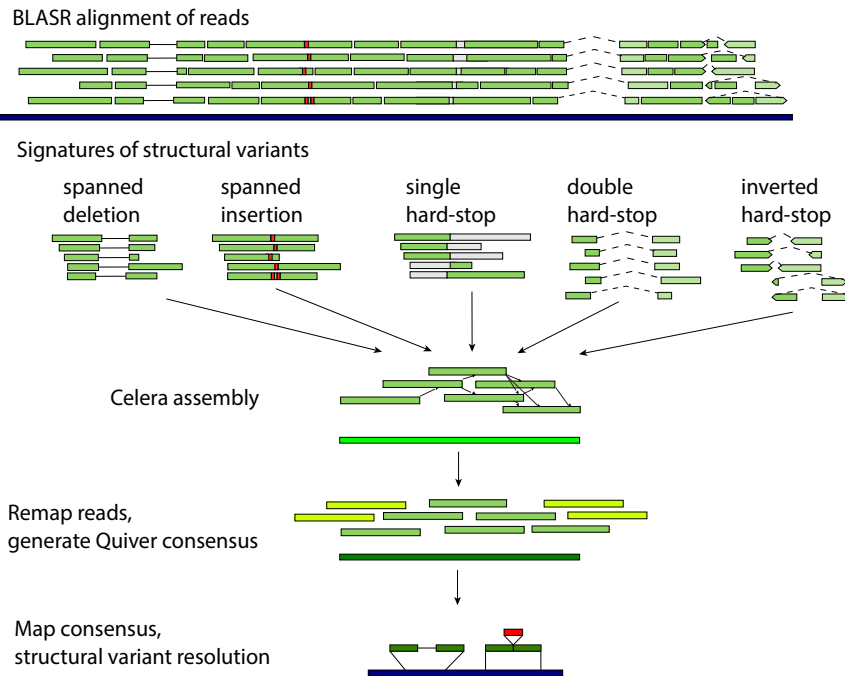 BLASR alignment of reads
Signatures of structural variants
spanned
deletion
spanned
insertion
single
hard-stop
double
hard-stop
inverted
hard-stop
Celera assembly
Remap reads,
generate Quiver consensus
Map consensus,
structural variant resolution